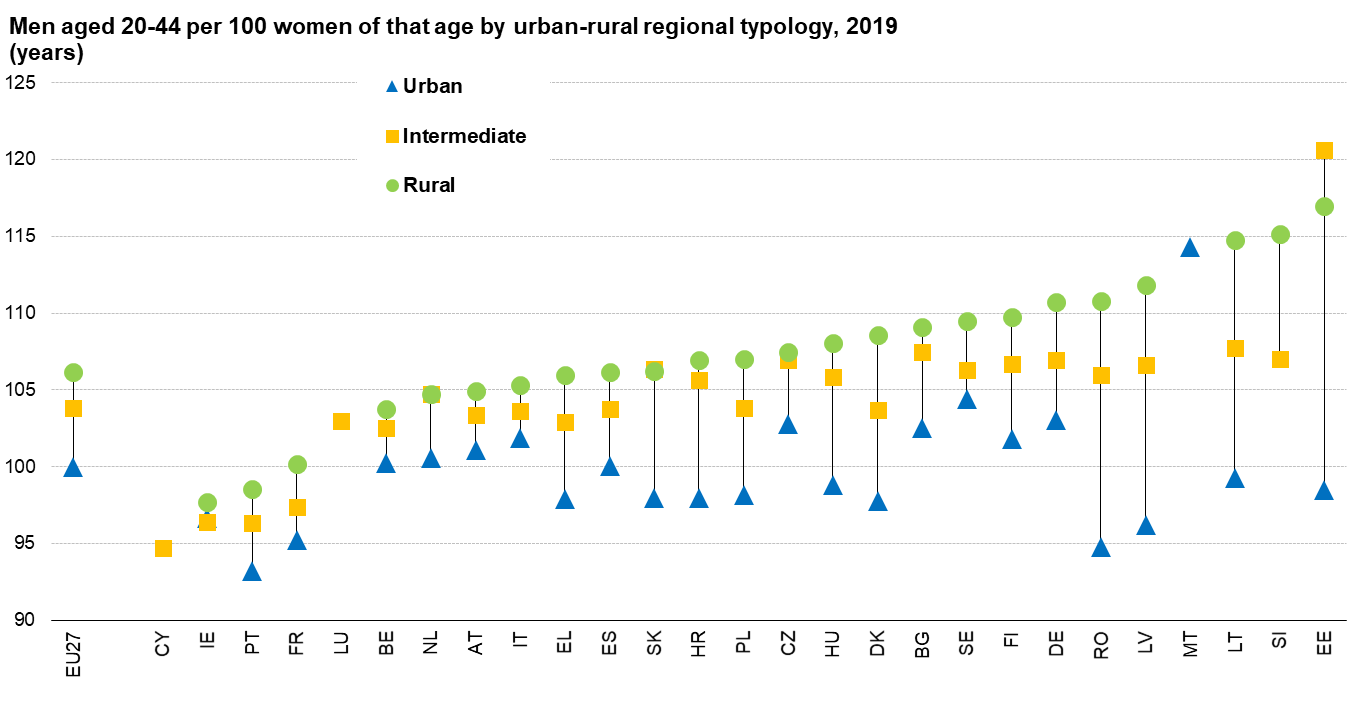 Men aged 20-44 per 100 women of that age by urban-rural regional typology, 2019
(years)
125
Urban
Intermediate
120
Rural
115
110
105
100
95
90
EU27
CY
IE
PT
FR
LU
BE
NL
AT
IT
EL
ES
SK
HR
PL
CZ
HU
DK
BG
SE
FI
DE
RO
LV
MT
LT
SI
EE